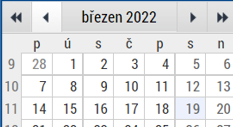 březen 2022
p ú s č p s n
9 28 1 2 3 4 5 6
10 7 8 9 10 11 12 13
11 14 15 16 17 18 19 20